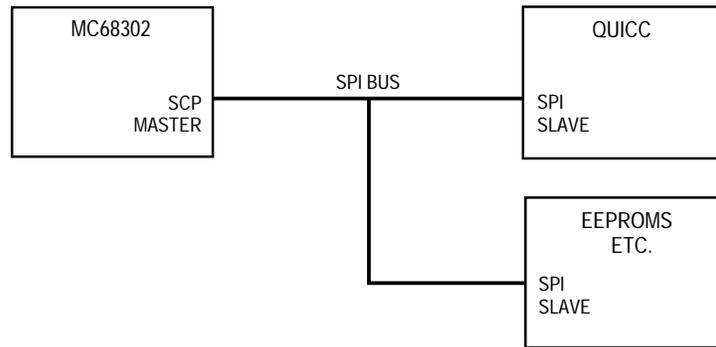 MC68302
SCP
MASTER
SPI BUS
QUICC
SPI
SLAVE
EEPROMS
ETC.
SPI
SLAVE